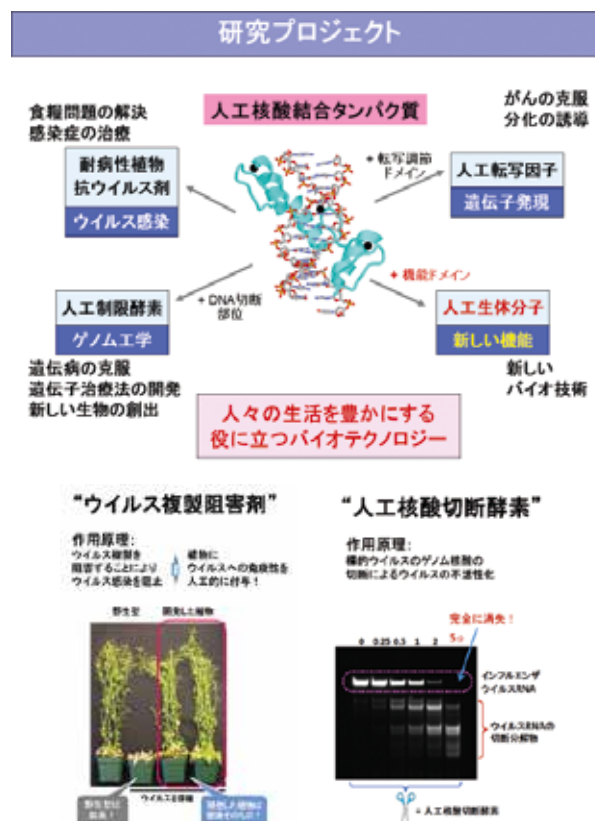 研究プロジェクト
食糧問題の解決
感染症の治療
人工核酸結合タンパク質
がんの克服
分化の誘導
耐病性植物
抗ウイルス剤
ウイルス感染
+ 転写調節
ドメイン
人工転写因子
遺伝子発現
人工制限酵素
ゲノム工学
+ DNA切断
部位
+ 機能ドメイン
人工生体分子
新しい機能
遺伝病の克服
遺伝子治療法の開発
新しい生物の創出
新しい
バイオ技術
人々の生活を豊かにする
役に立つバイオテクノロジー
“ウイルス複製阻害剤”
作用原理:
ウイルス複製を
阻害することにより
ウイルス感染を阻止
植物に
ウイルスへの免疫性を
人工的に付与!
野生型
開発した植物
ウイルスを接種
野生型は
“人工核酸切断酵素”
作用原理:
標的ウイルスのゲノム核酸の
切断によるウイルスの不活性化
完全に消失!
0 0.25 0.5 1 2 5分
インフルエンザ
ウイルスRNA
ウイルスRNAの
切断分解物
= 人工核酸切断酵素